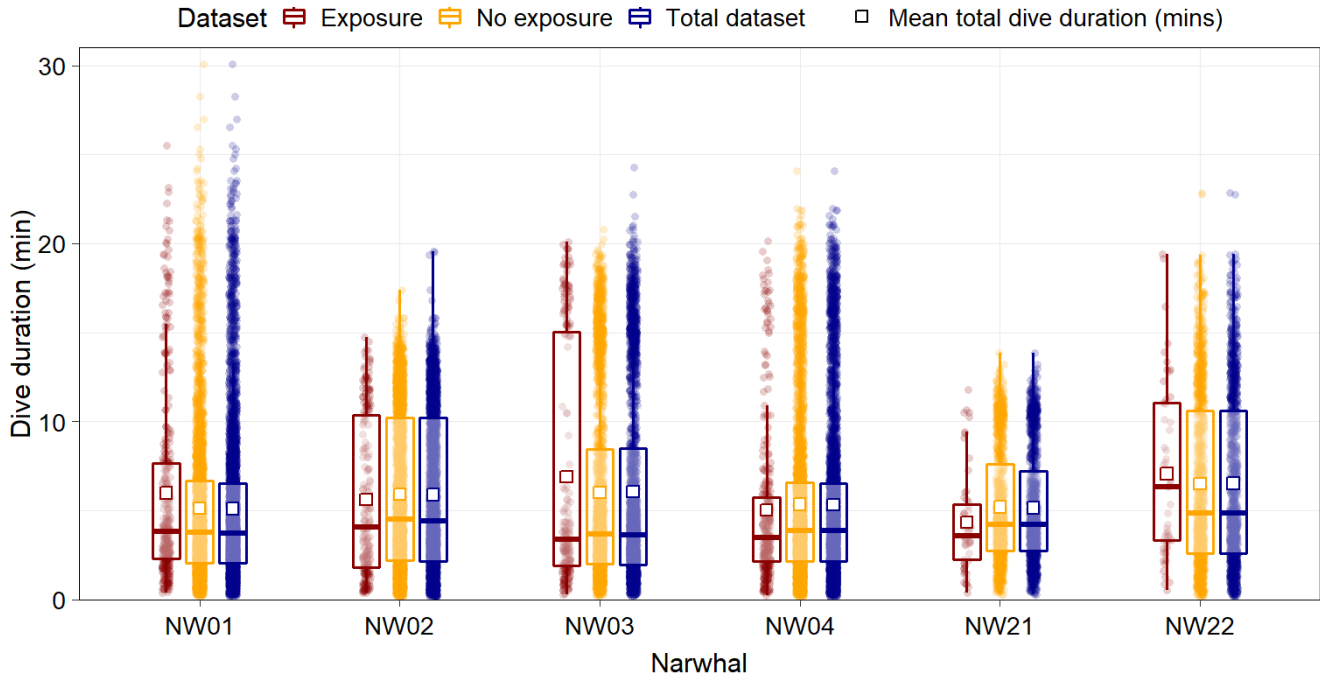 Dataset Exposure No exposure Total dataset Mean total dive duration (mins)
30
20
10
0
Dive duration (min)
NW01 NW02 NW03 NW04 NW21 NW22
Narwhal